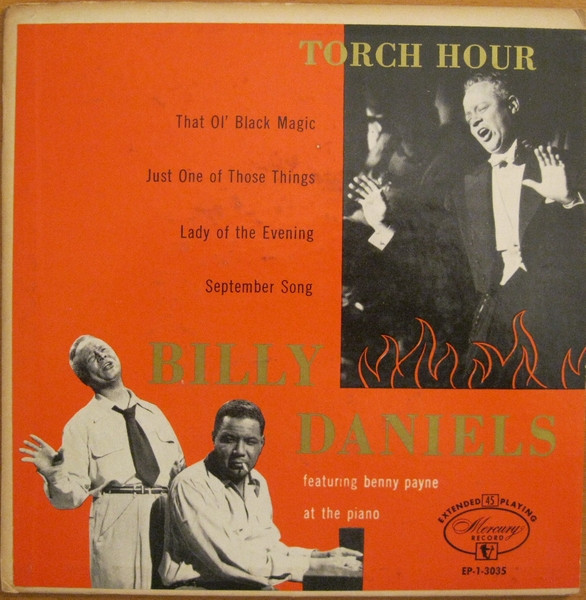 TORCH HOUR
That Ol' Black Magic
Just One of Those Things
Lady of the Evening
September Song
BILLY
DANIELS
featuring benny payne
at the piano
EXTENDED 45 PLAYING
Mercury
RECORD
EP-1-3035